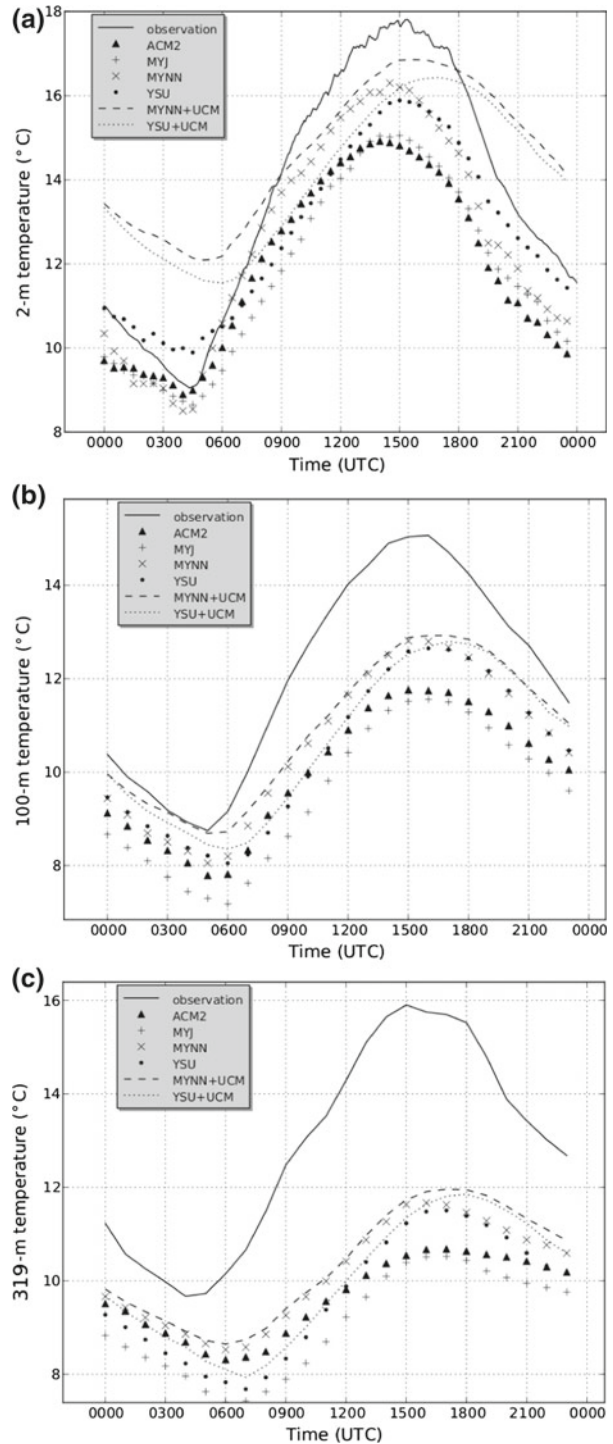 (a)
observation
ACM2
MYJ
MYNN
YSU
MYNN+UCM
YSU+UCM
2-m temperature (°C)
18
16
14
12
10
8
0000 0300 0600 0900 1200 1500 1800 2100 0000
Time (UTC)
(b)
observation
ACM2
MYJ
MYNN
YSU
MYNN+UCM
YSU+UCM
100-m temperature (°C)
14
12
10
8
0000 0300 0600 0900 1200 1500 1800 2100 0000
Time (UTC)
(c)
observation
ACM2
MYJ
MYNN
YSU
MYNN+UCM
YSU+UCM
319-m temperature (°C)
16
14
12
10
8
0000 0300 0600 0900 1200 1500 1800 2100 0000
Time (UTC)